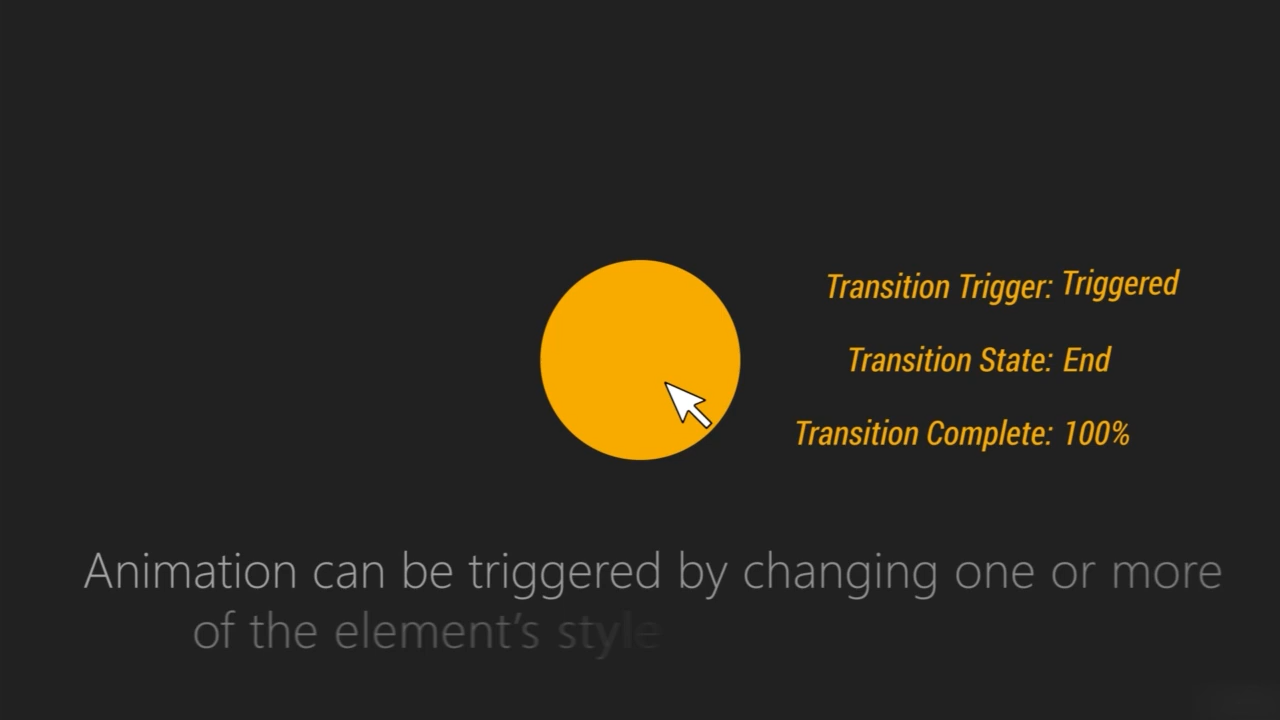 Transition Trigger: Triggered
Transition State: End
Transition Complete: 100%
Animation can be triggered by changing one or more
of the element’s style